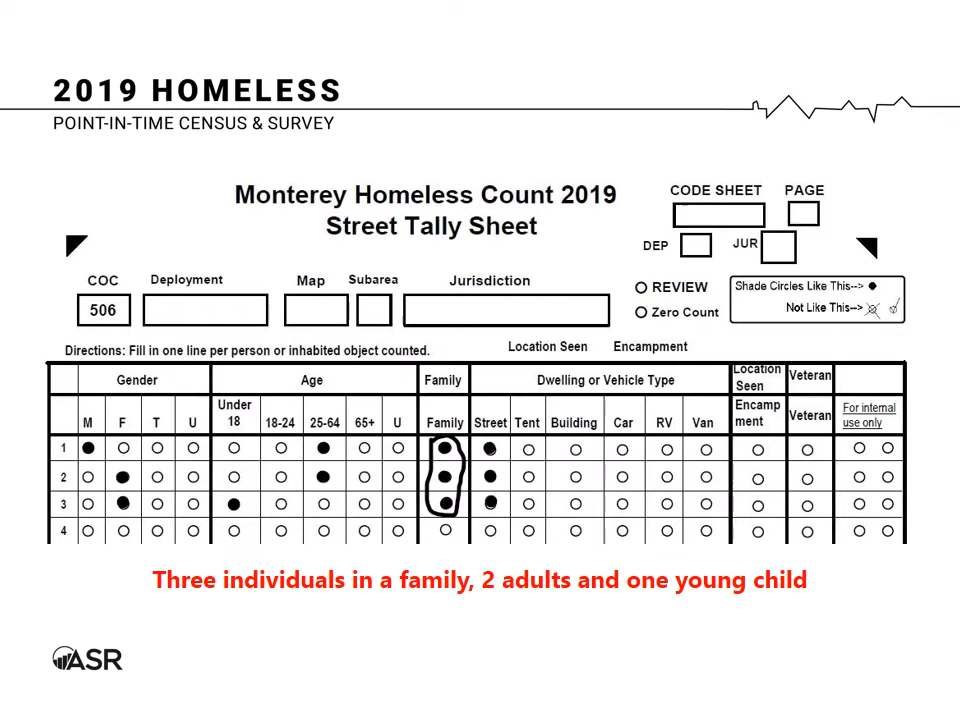 2019 HOMELESS
POINT-IN-TIME CENSUS & SURVEY
Monterey Homeless Count 2019
Street Tally Sheet
CODE SHEET PAGE
DEP JUR
COC Deployment Map Subarea Jurisdiction
506
REVIEW
Zero Count
Shade Circles Like This-->
Not Like This-->
Directions: Fill in one line per person or inhabited object counted.
Location Seen Encampment
Gender Age Family Dwelling or Vehicle Type Location Seen Veteran
M F T U Under 18 18-24 25-64 65+ U Family Street Tent Building Car RV Van Encamp ment Veteran For internal use only
1
2
3
4
Three individuals in a family, 2 adults and one young child
ASR